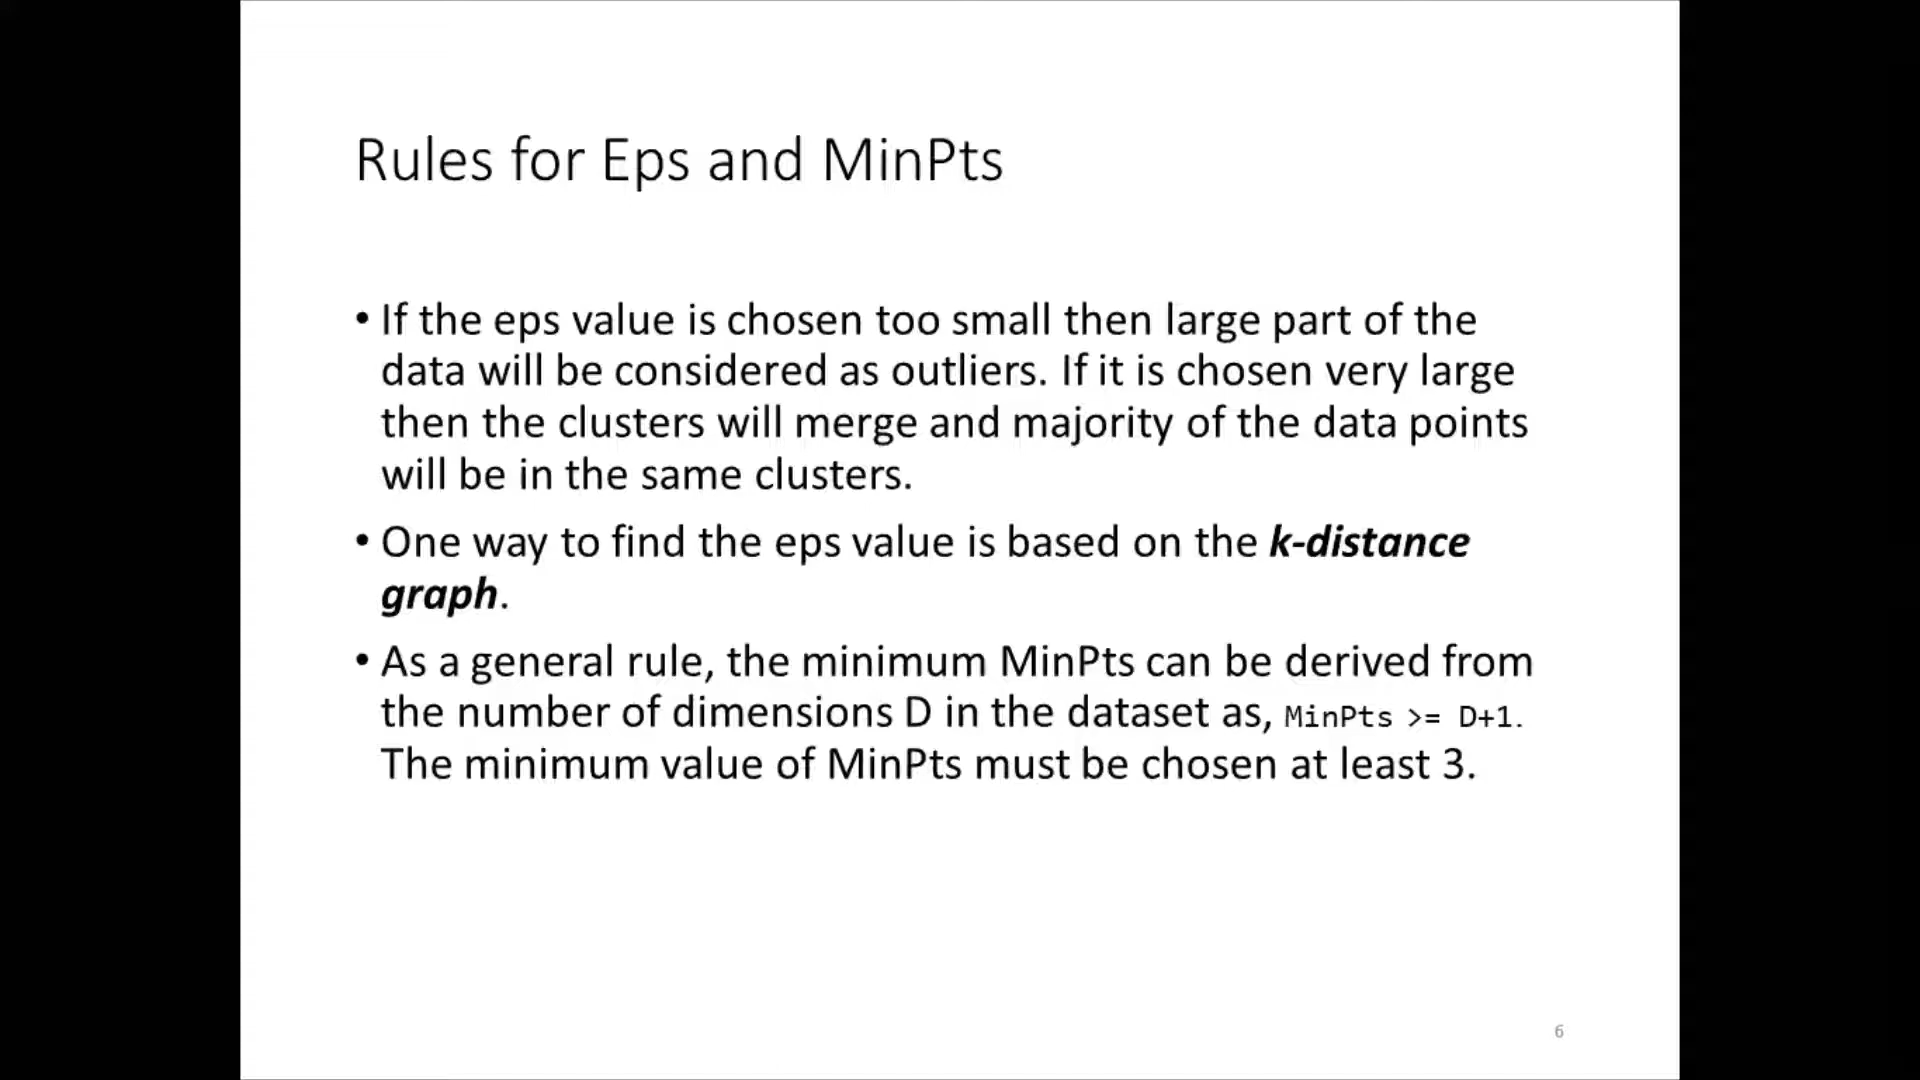 Rules for Eps and MinPts
• If the eps value is chosen too small then large part of the
data will be considered as outliers. If it is chosen very large
then the clusters will merge and majority of the data points
will be in the same clusters.
• One way to find the eps value is based on the k-distance
graph.
• As a general rule, the minimum MinPts can be derived from
the number of dimensions D in the dataset as, MinPts >= D+1.
The minimum value of MinPts must be chosen at least 3.
6